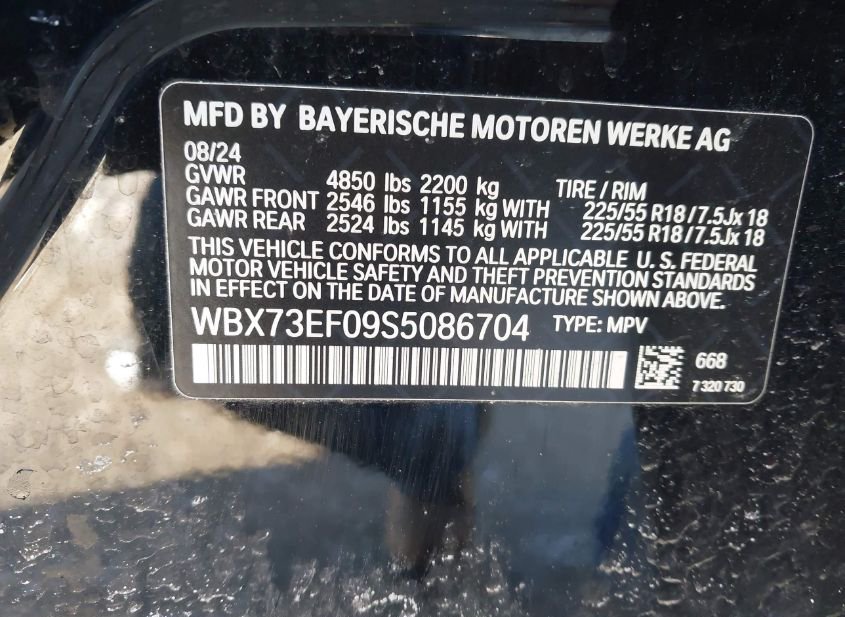 MFD BY BAYERISCHE MOTOREN WERKE AG
08/24
GVWR 4850 lbs 2200 kg TIRE / RIM
GAWR FRONT 2546 lbs 1155 kg WITH 225/55 R18 / 7.5Jx 18
GAWR REAR 2524 lbs 1145 kg WITH 225/55 R18 / 7.5Jx 18
THIS VEHICLE CONFORMS TO ALL APPLICABLE U. S. FEDERAL
MOTOR VEHICLE SAFETY AND THEFT PREVENTION STANDARDS
IN EFFECT ON THE DATE OF MANUFACTURE SHOWN ABOVE.
WBX73EF09S5086704 TYPE: MPV
668
7 320 730